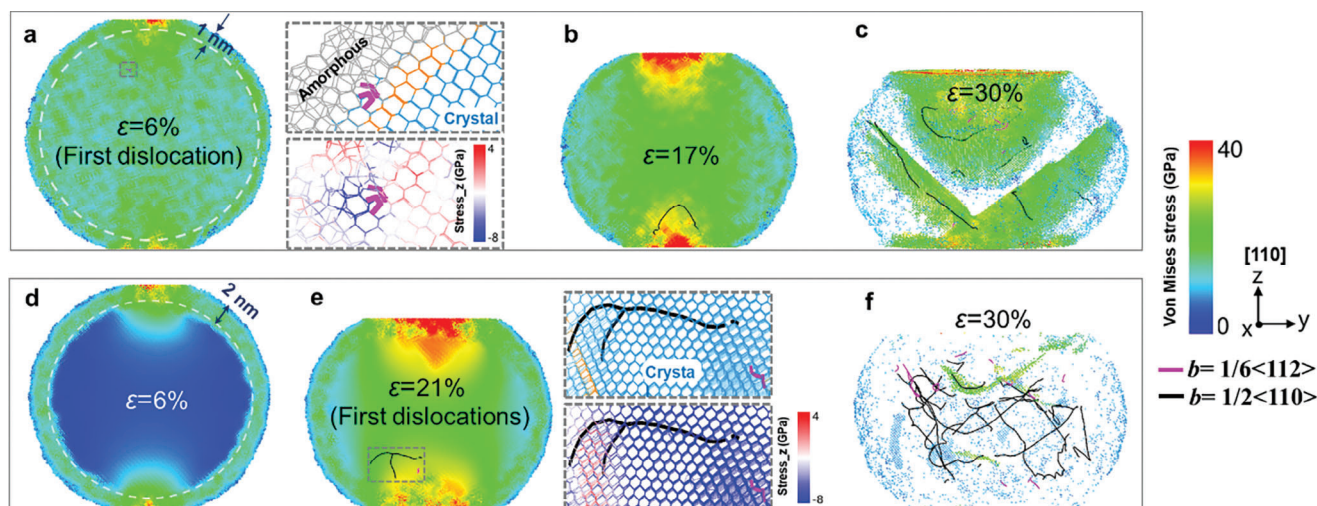 a
1 nm
ε=6%
(First dislocation)
Amorphous
Crystal
Stress_z (GPa)
4
-8
b
ε=17%
c
ε=30%
Von Mises stress (GPa)
40
0
[110]
z
x
y
b= 1/6<112>
b= 1/2<110>
d
2 nm
ε=6%
e
ε=21%
(First dislocations)
Crysta
Stress_z (GPa)
4
-8
f
ε=30%